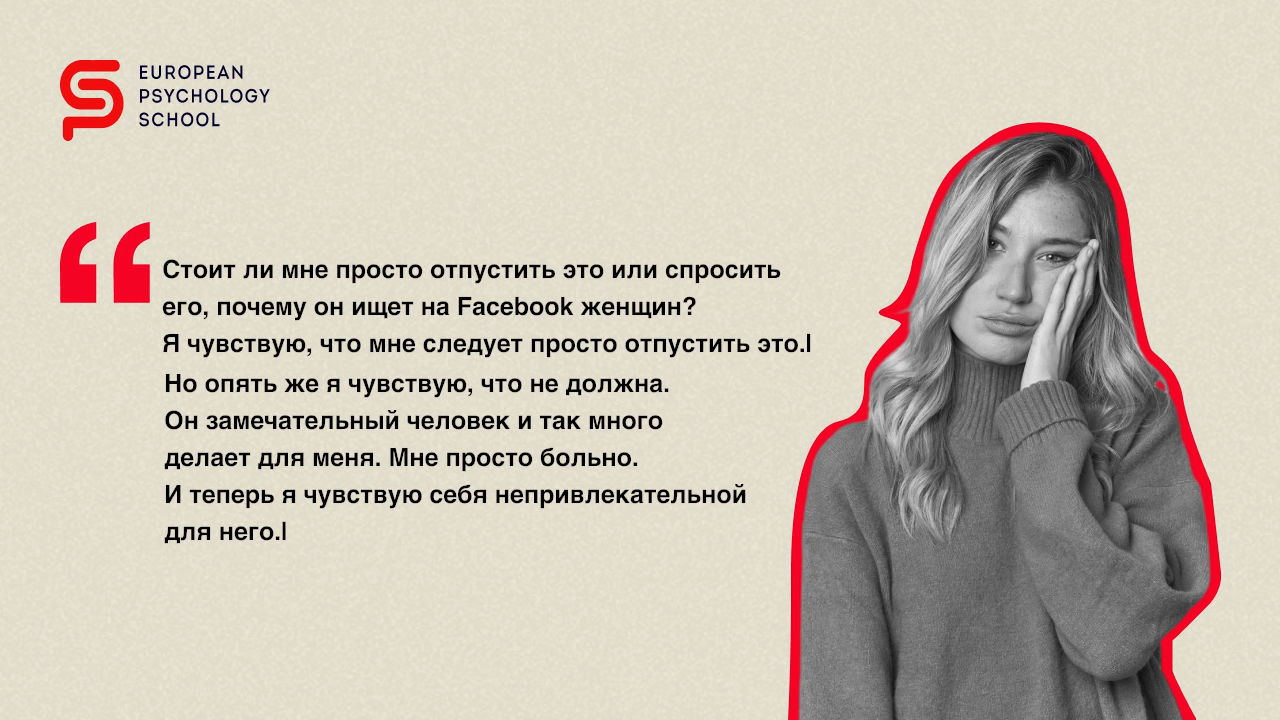 EUROPEAN
PSYCHOLOGY
SCHOOL
“
Стоит ли мне просто отпустить это или спросить
его, почему он ищет на Facebook женщин?
Я чувствую, что мне следует просто отпустить это.l
Но опять же я чувствую, что не должна.
Он замечательный человек и так много
делает для меня. Мне просто больно.
И теперь я чувствую себя непривлекательной
для него.l